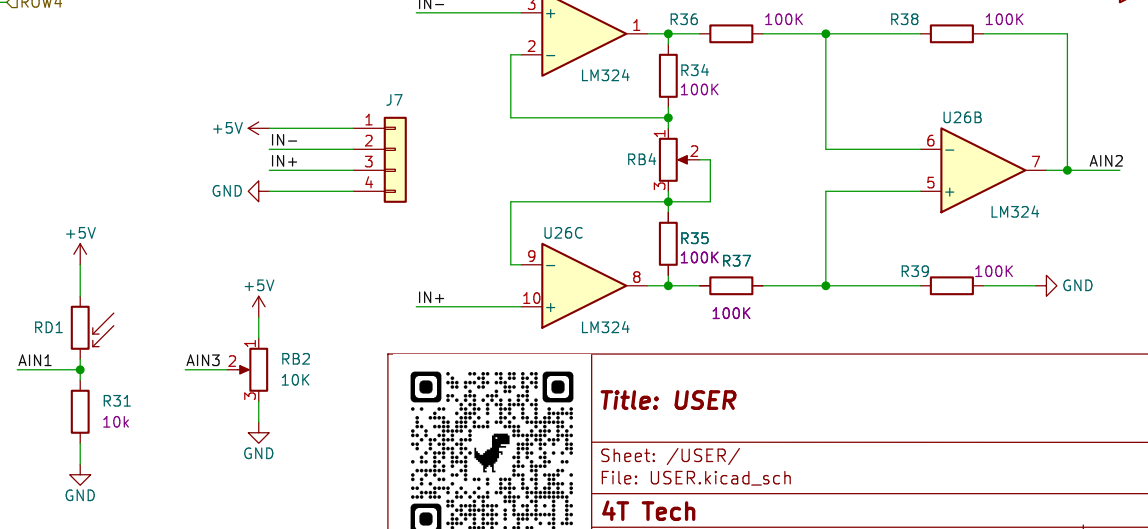 ROW4
IN-
3
2
1
LM324
R36
100K
R38
100K
R34
100K
J7
+5V
1
IN-
2
IN+
3
GND
4
RB4
1
2
3
U26B
6
5
7
AIN2
LM324
+5V
RD1
AIN1
R31
10k
GND
+5V
AIN3
1
2
3
RB2
10K
GND
U26C
9
IN+
10
8
LM324
R35
100K
R37
100K
R39
100K
GND
Title: USER
Sheet: /USER/
File: USER.kicad_sch
4T Tech